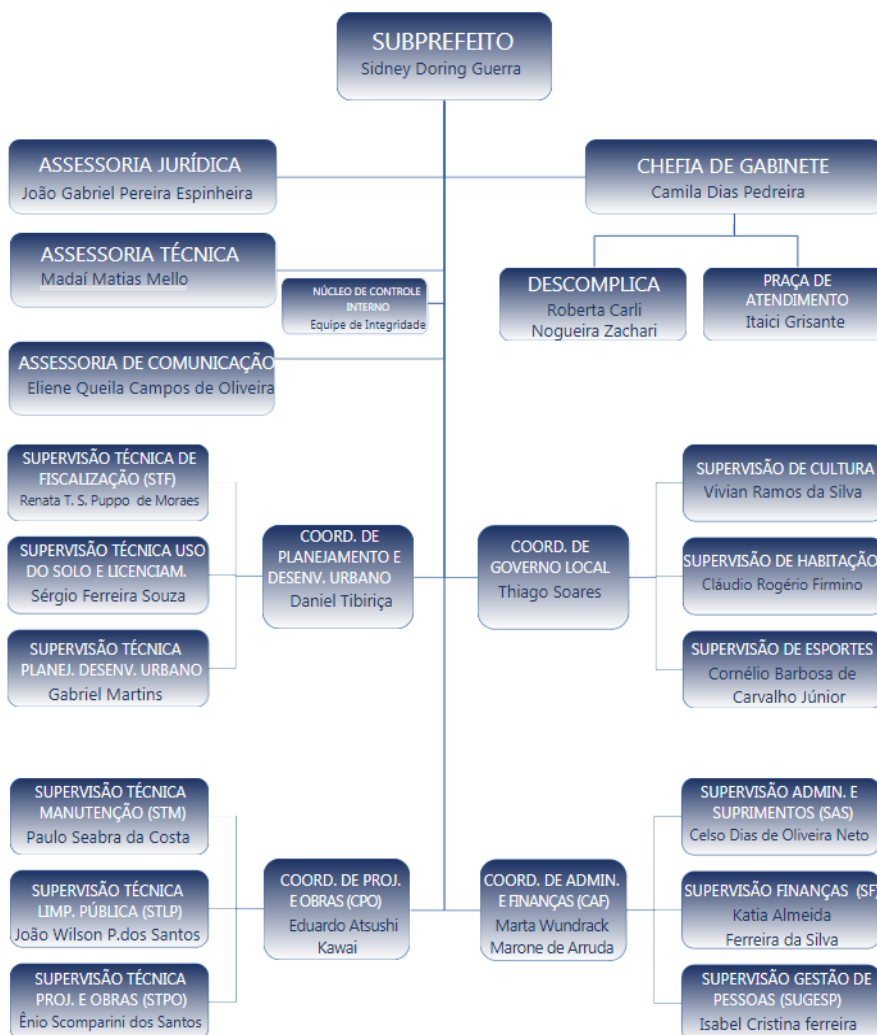 SUBPREFEITO
Sidney Doring Guerra
ASSESSORIA JURÍDICA
João Gabriel Pereira Espinheira
CHEFIA DE GABINETE
Camila Dias Pedreira
ASSESSORIA TÉCNICA
Madaí Matias Mello
NÚCLEO DE CONTROLE
INTERNO
Equipe de Integridade
DESCOMPLICA
Roberta Carli
Nogueira Zachari
PRAÇA DE
ATENDIMENTO
Itaici Grisante
ASSESSORIA DE COMUNICAÇÃO
Eliene Queila Campos de Oliveira
SUPERVISÃO TÉCNICA DE
FISCALIZAÇÃO (STF)
Renata T. S. Puppo de Moraes
SUPERVISÃO TÉCNICA USO
DO SOLO E LICENCIAM.
Sérgio Ferreira Souza
SUPERVISÃO TÉCNICA
PLANEJ. DESENV. URBANO
Gabriel Martins
COORD. DE
PLANEJAMENTO E
DESENV. URBANO
Daniel Tibiriça
COORD. DE
GOVERNO LOCAL
Thiago Soares
SUPERVISÃO DE CULTURA
Vivian Ramos da Silva
SUPERVISÃO DE HABITAÇÃO
Cláudio Rogério Firmino
SUPERVISÃO DE ESPORTES
Cornélio Barbosa de
Carvalho Júnior
SUPERVISÃO TÉCNICA
MANUTENÇÃO (STM)
Paulo Seabra da Costa
SUPERVISÃO TÉCNICA
LIMP. PÚBLICA (STLP)
João Wilson P.dos Santos
SUPERVISÃO TÉCNICA
PROJ. E OBRAS (STPO)
Ênio Scomparini dos Santos
COORD. DE PROJ.
E OBRAS (CPO)
Eduardo Atsushi
Kawai
COORD. DE ADMIN.
E FINANÇAS (CAF)
Marta Wundrack
Marone de Arruda
SUPERVISÃO ADMIN. E
SUPRIMENTOS (SAS)
Celso Dias de Oliveira Neto
SUPERVISÃO FINANÇAS (SF)
Katia Almeida
Ferreira da Silva
SUPERVISÃO GESTÃO DE
PESSOAS (SUGESP)
Isabel Cristina ferreira